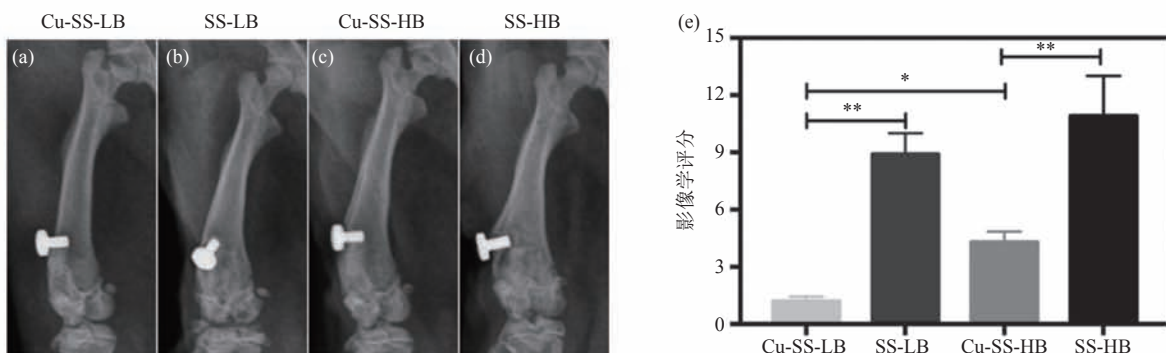 Cu-SS-LB SS-LB Cu-SS-HB SS-HB
(a) (b) (c) (d)
(e)
影像学评分
15
12
9
6
3
0
**
*
**
Cu-SS-LB SS-LB Cu-SS-HB SS-HB